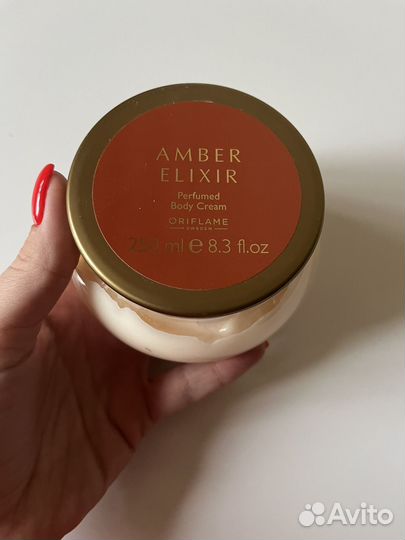 AMBER
ELIXIR
Perfumed
Body Cream
ORIFLAME
SWEDEN
250 ml e 8.3 fl.oz
Avito